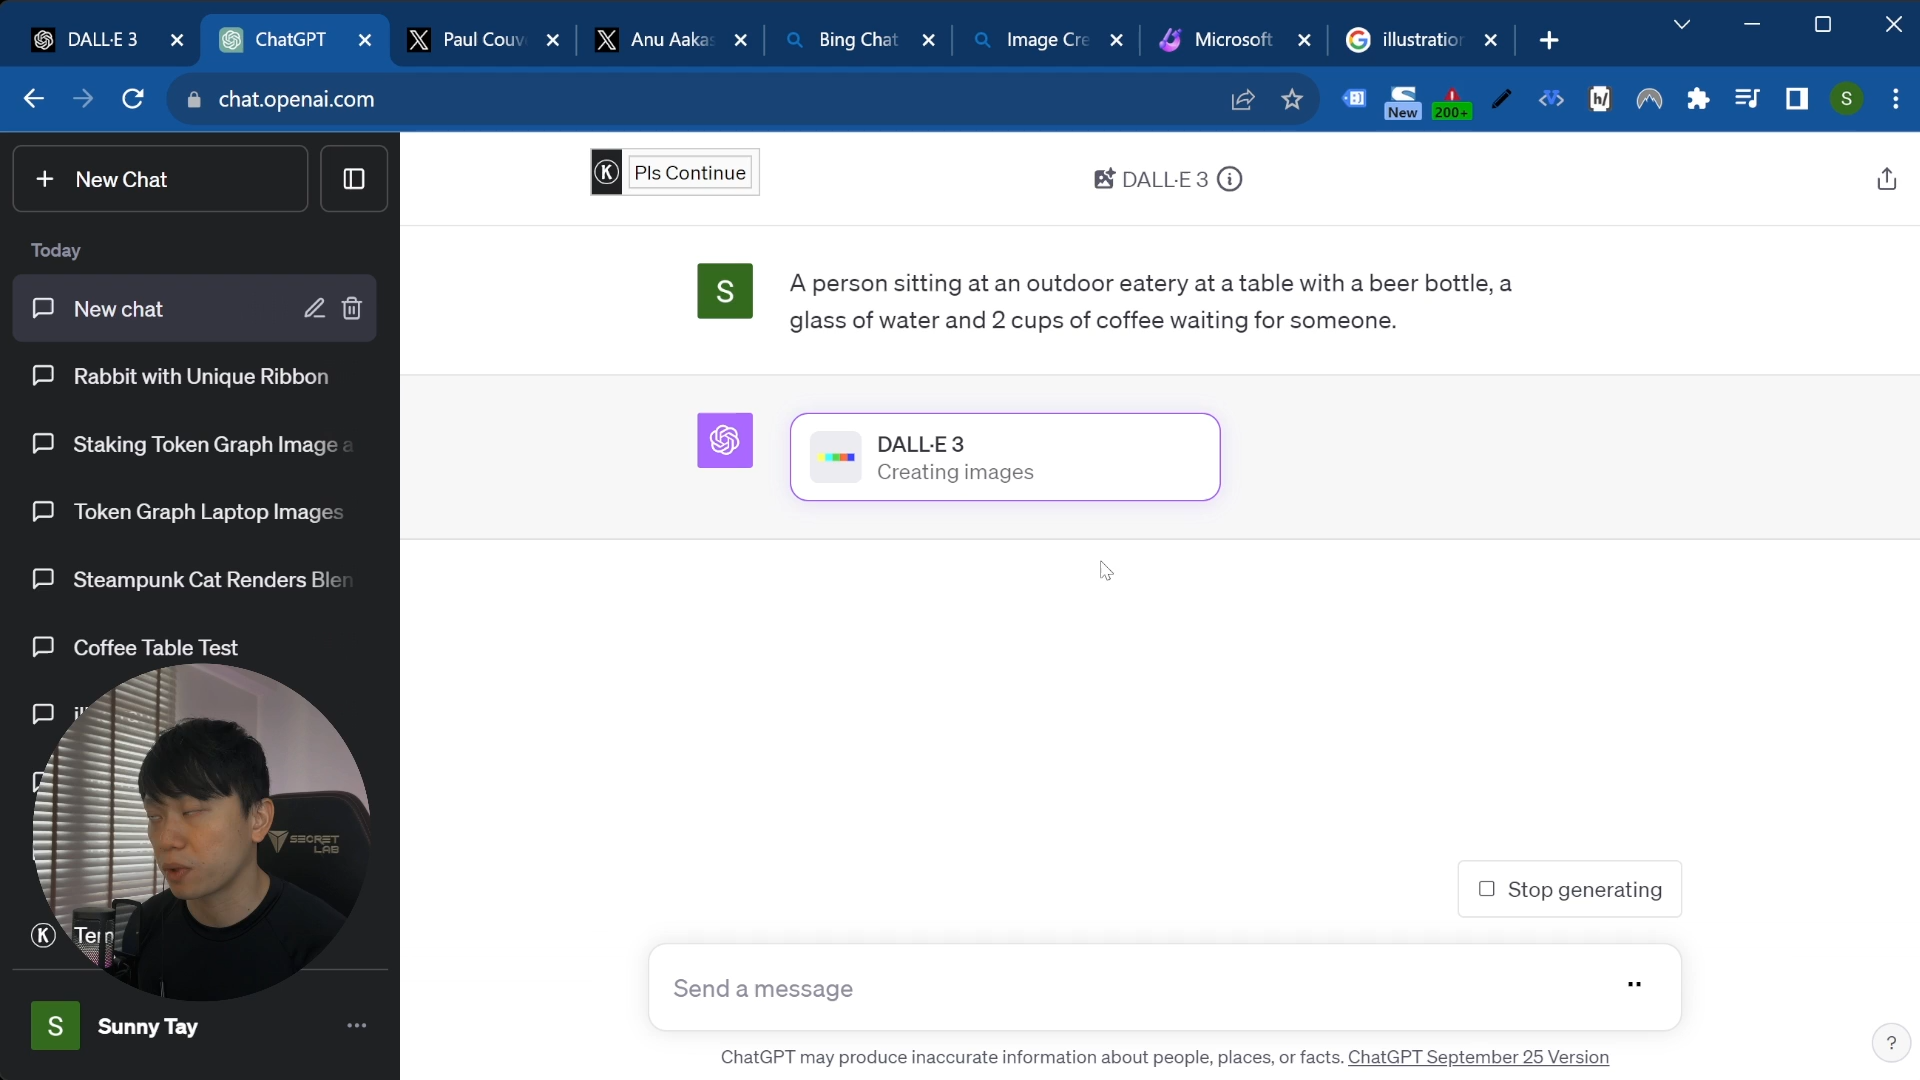 DALL·E 3
ChatGPT
Paul Couv
Anu Aakas
Bing Chat
Image Cre
Microsoft
illustration
chat.openai.com
New
200+
S
New Chat
Pls Continue
DALL·E 3
Today
New chat
Rabbit with Unique Ribbon
Staking Token Graph Image a
Token Graph Laptop Images
Steampunk Cat Renders Blen
Coffee Table Test
S
A person sitting at an outdoor eatery at a table with a beer bottle, a
glass of water and 2 cups of coffee waiting for someone.
DALL·E 3
Creating images
SECRET
LAB
Stop generating
Send a message
S
Sunny Tay
ChatGPT may produce inaccurate information about people, places, or facts. ChatGPT September 25 Version
?